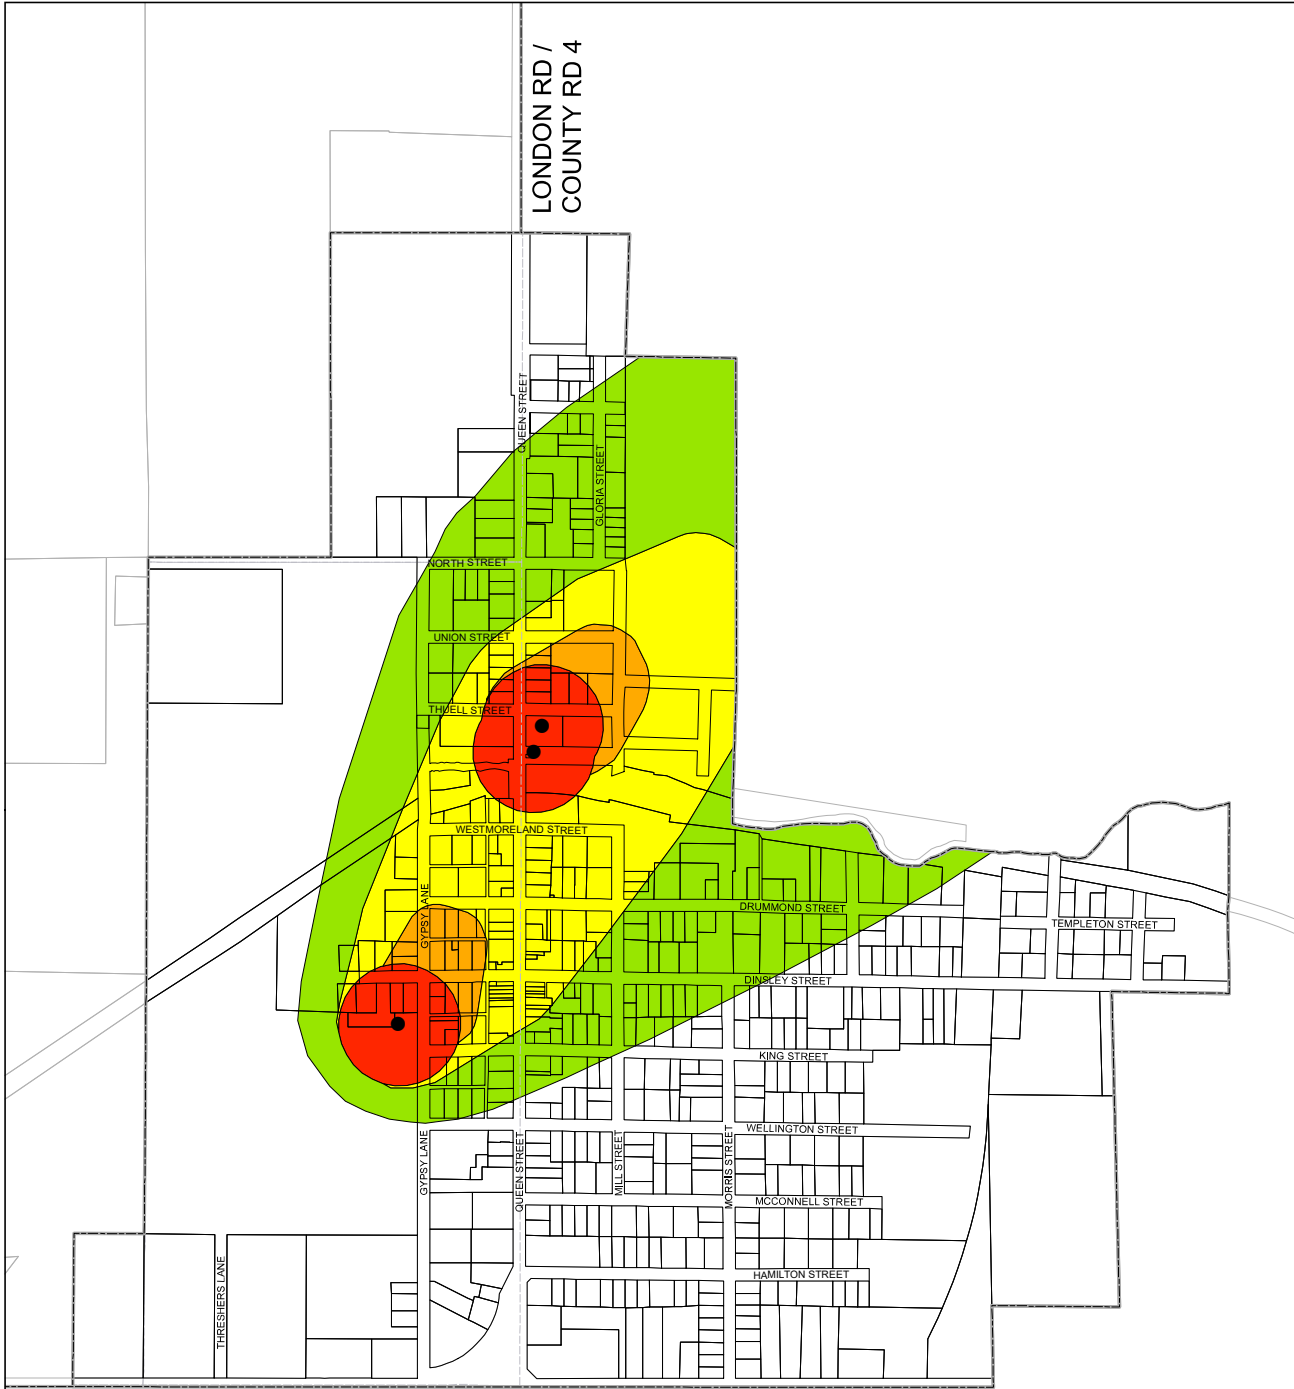 LONDON RD /
COUNTY RD 4
QUEEN STREET
GLORIA STREET
NORTH STREET
UNION STREET
THUELL STREET
WESTMORELAND STREET
GYPSY LANE
DRUMMOND STREET
TEMPLETON STREET
DINSLEY STREET
KING STREET
WELLINGTON STREET
GYPSY LANE
QUEEN STREET
MILL STREET
MORRIS STREET
MCCONNELL STREET
HAMILTON STREET
THRESHERS LANE